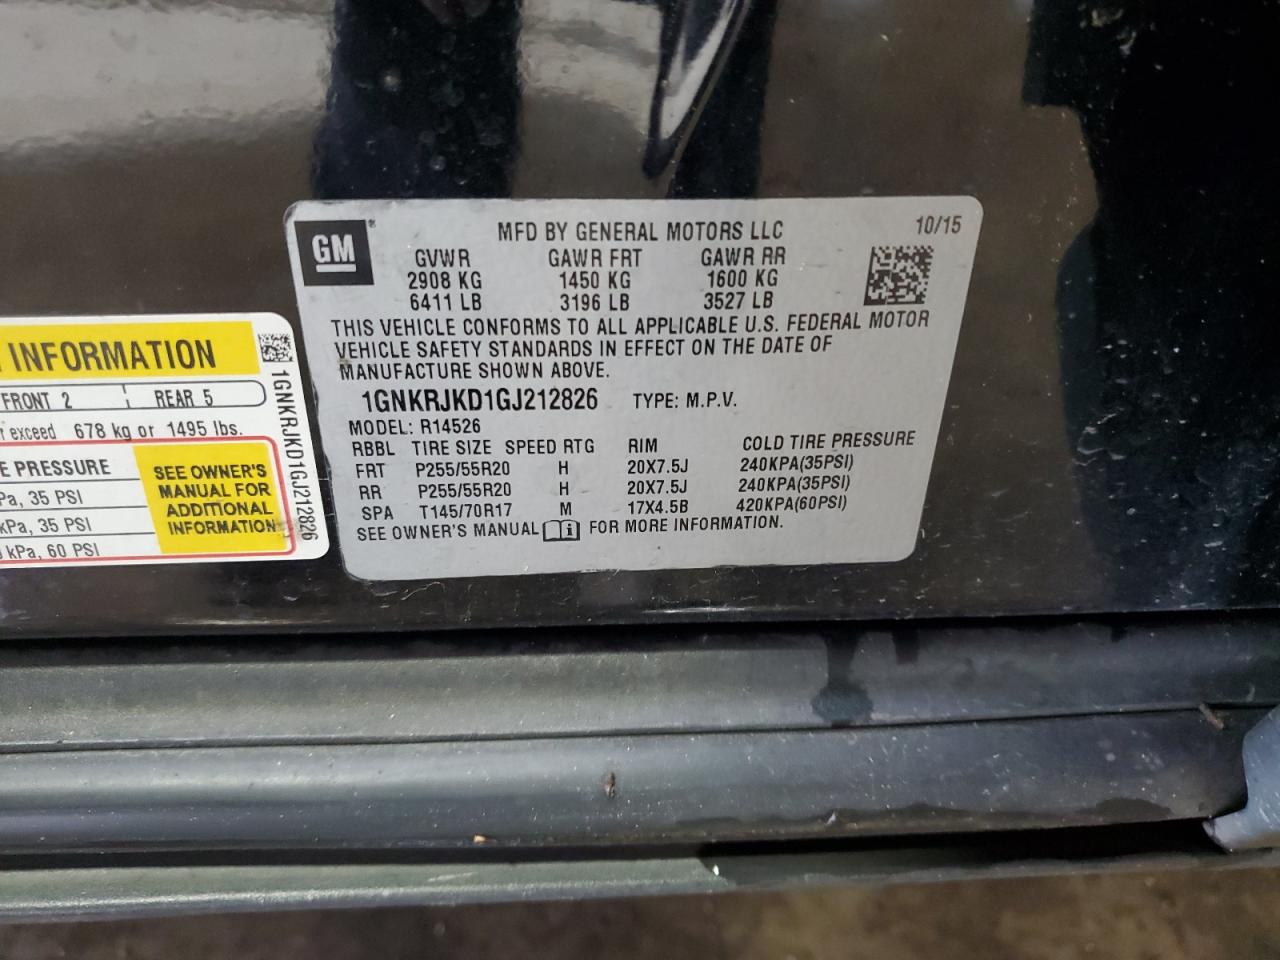 GM
®
MFD BY GENERAL MOTORS LLC
10/15
GVWR GAWR FRT GAWR RR
2908 KG 1450 KG 1600 KG
6411 LB 3196 LB 3527 LB
THIS VEHICLE CONFORMS TO ALL APPLICABLE U.S. FEDERAL MOTOR
VEHICLE SAFETY STANDARDS IN EFFECT ON THE DATE OF
MANUFACTURE SHOWN ABOVE.
1GNKRJKD1GJ212826 TYPE: M.P.V.
MODEL: R14526
RBBL TIRE SIZE SPEED RTG RIM COLD TIRE PRESSURE
FRT P255/55R20 H 20X7.5J 240KPA(35PSI)
RR P255/55R20 H 20X7.5J 240KPA(35PSI)
SPA T145/70R17 M 17X4.5B 420KPA(60PSI)
SEE OWNER'S MANUAL i FOR MORE INFORMATION.
INFORMATION
FRONT 2 REAR 5
exceed 678 kg or 1495 lbs.
E PRESSURE
Pa, 35 PSI
kPa, 35 PSI
kPa, 60 PSI
SEE OWNER'S
MANUAL FOR
ADDITIONAL
INFORMATION
1GNKRJKD1GJ212826